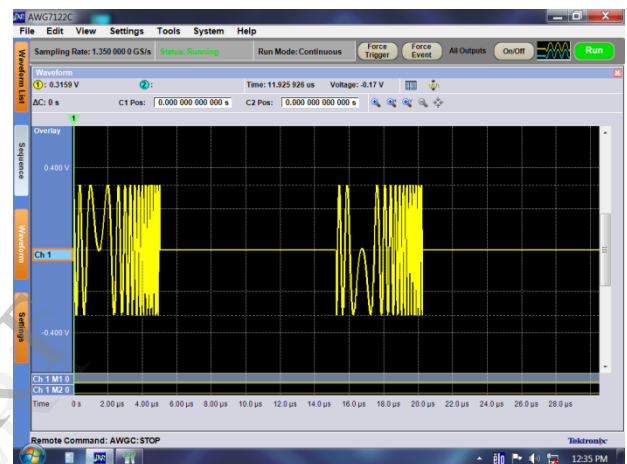 AWG7122C
File Edit View Settings Tools System Help
Sampling Rate: 1.350 000 0 GS/s Status: Running Run Mode: Continuous Force Trigger Force Event All Outputs On/Off Run
Waveform List
Sequence
Waveform
Settings
Waveform
1: 0.3159 V 2: Time: 11.925 926 us Voltage: -0.17 V
ΔC: 0 s C1 Pos: 0.000 000 000 000 s C2 Pos: 0.000 000 000 000 s
1
Overlay
0.400 V
Ch 1
-0.400 V
Ch 1 M1 0
Ch 1 M2 0
Time 0 s 2.00 µs 4.00 µs 6.00 µs 8.00 µs 10.0 µs 12.0 µs 14.0 µs 16.0 µs 18.0 µs 20.0 µs 22.0 µs 24.0 µs 26.0 µs 28.0 µs
Remote Command: AWGC:STOP Tektronix
12:35 PM